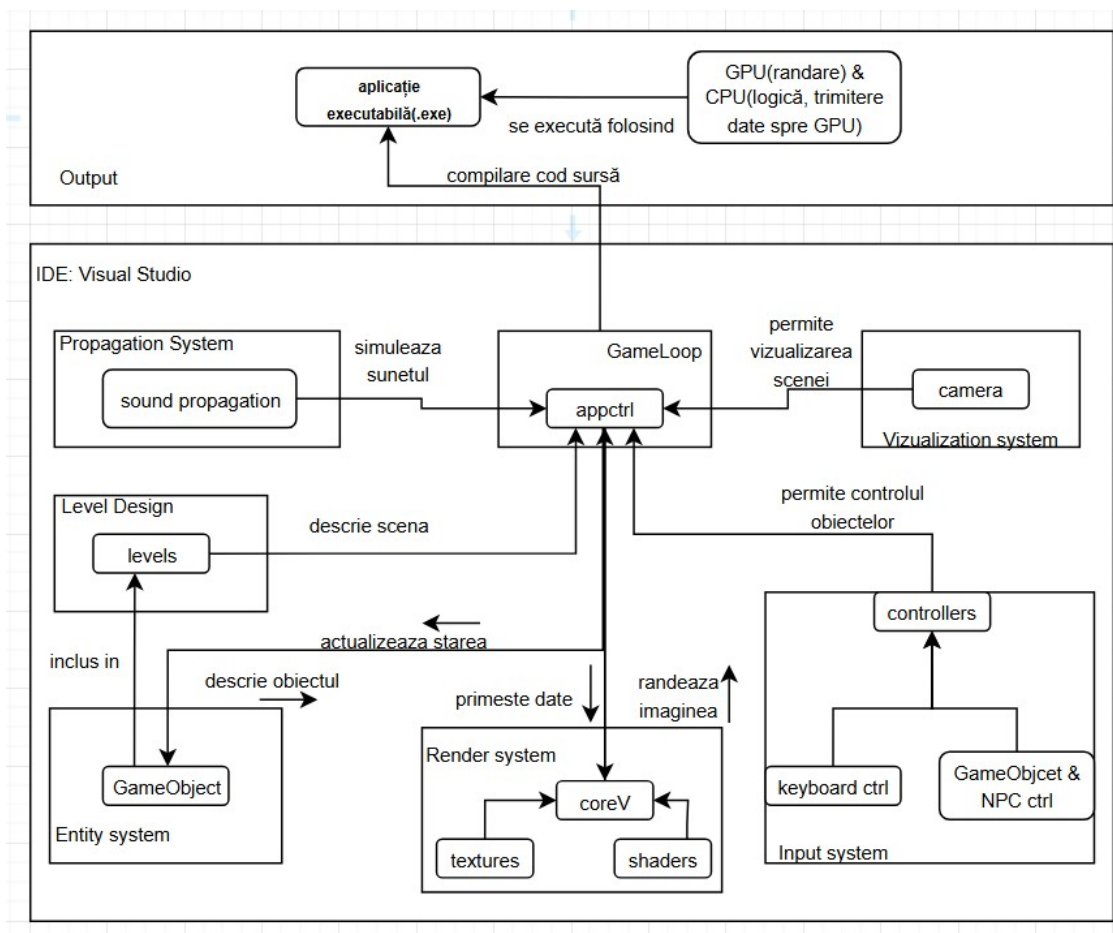 aplicație
executabilă(.exe)
GPU(randare) &
CPU(logică, trimitere
date spre GPU)
se execută folosind
compilare cod sursă
Output
IDE: Visual Studio
Propagation System
sound propagation
simuleaza
sunetul
GameLoop
appctrl
permite
vizualizarea
scenei
camera
Vizualization system
Level Design
levels
descrie scena
permite controlul
obiectelor
controllers
inclus in
actualizeaza starea
descrie obiectul
primeste date
randeaza
imaginea
GameObject
Entity system
Render system
coreV
textures
shaders
keyboard ctrl
GameObjcet &
NPC ctrl
Input system